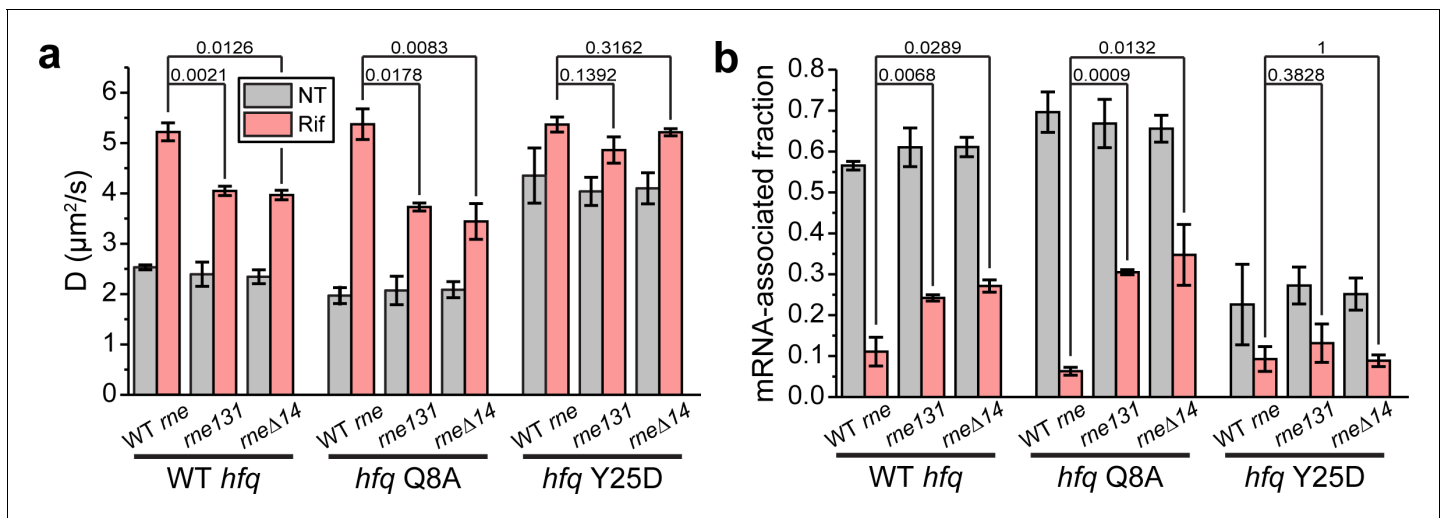 a
0.0126
0.0021
0.0083
0.0178
0.3162
0.1392
NT
Rif
D (μm²/s)
6
5
4
3
2
1
0
WT rne
rne131
rneΔ14
WT rne
rne131
rneΔ14
WT rne
rne131
rneΔ14
WT hfq
hfq Q8A
hfq Y25D
b
0.0289
0.0068
0.0132
0.0009
1
0.3828
mRNA-associated fraction
0.8
0.7
0.6
0.5
0.4
0.3
0.2
0.1
0.0
WT rne
rne131
rneΔ14
WT rne
rne131
rneΔ14
WT rne
rne131
rneΔ14
WT hfq
hfq Q8A
hfq Y25D